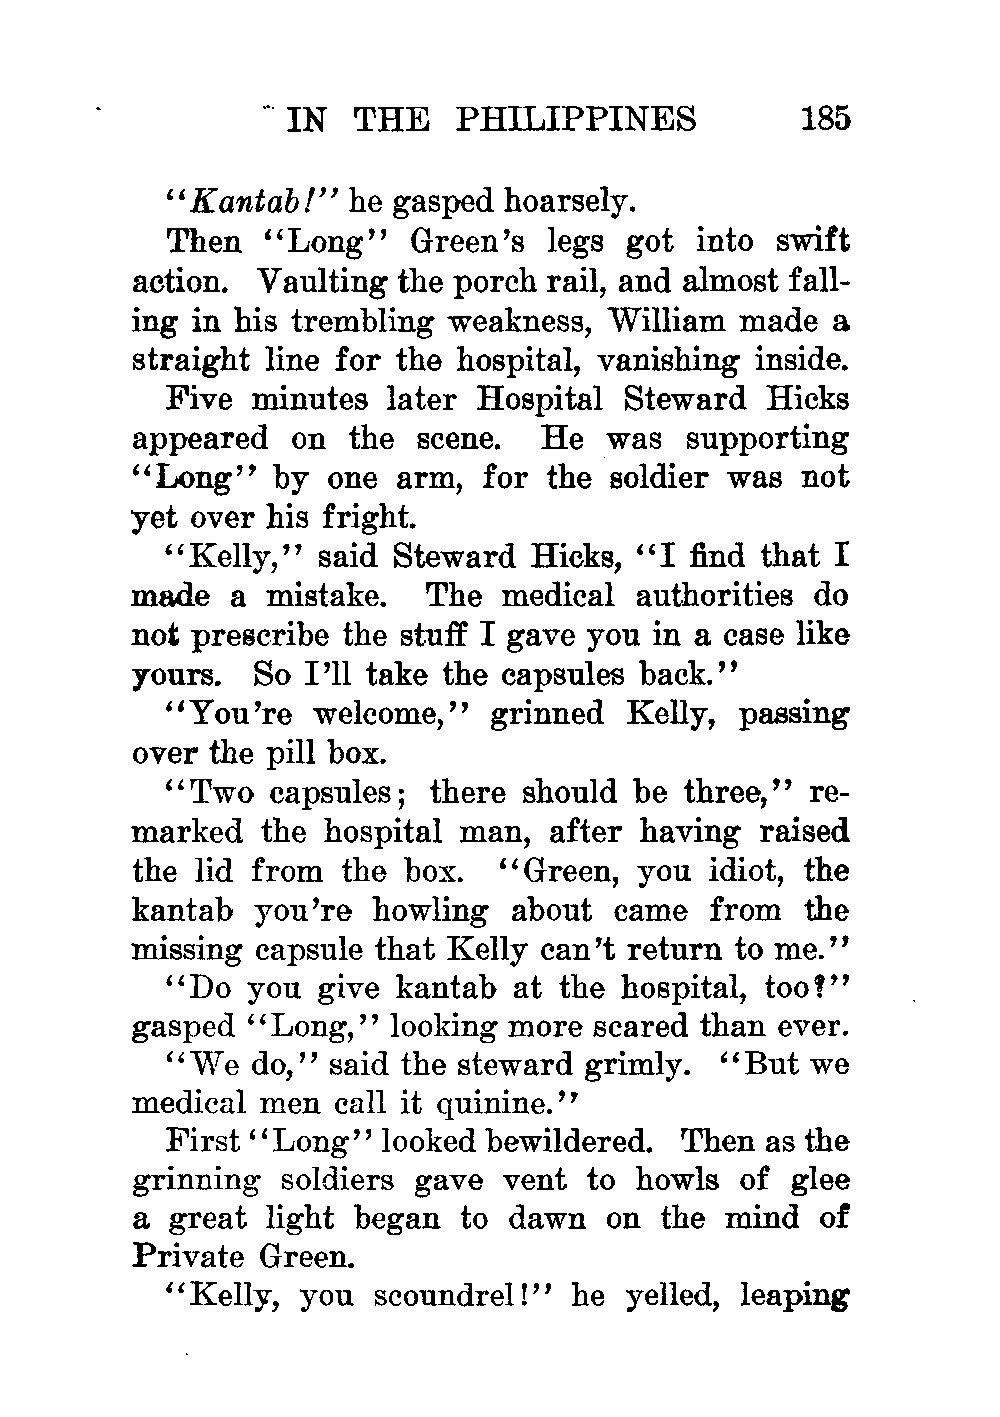 IN THE PHILIPPINES 185
"Kantab!" he gasped hoarsely.
Then "Long" Green's legs got into swift
action. Vaulting the porch rail, and almost fall-
ing in his trembling weakness, William made a
straight line for the hospital, vanishing inside.
Five minutes later Hospital Steward Hicks
appeared on the scene. He was supporting
"Long" by one arm, for the soldier was not
yet over his fright.
"Kelly," said Steward Hicks, "I find that I
made a mistake. The medical authorities do
not prescribe the stuff I gave you in a case like
yours. So I'll take the capsules back."
"You're welcome," grinned Kelly, passing
over the pill box.
"Two capsules; there should be three," re-
marked the hospital man, after having raised
the lid from the box. "Green, you idiot, the
kantab you're howling about came from the
missing capsule that Kelly can't return to me."
"Do you give kantab at the hospital, too?"
gasped "Long," looking more scared than ever.
"We do," said the steward grimly. "But we
medical men call it quinine."
First "Long" looked bewildered. Then as the
grinning soldiers gave vent to howls of glee
a great light began to dawn on the mind of
Private Green.
"Kelly, you scoundrel!" he yelled, leaping